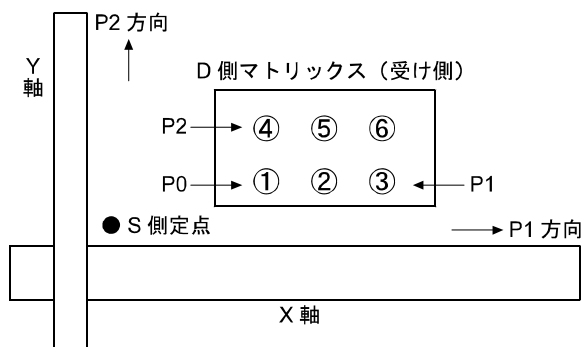 P2 方向
Y
軸
D 側マトリックス（受け側）
P2
④ ⑤ ⑥
P0
① ② ③
P1
S 側定点
P1 方向
X 軸